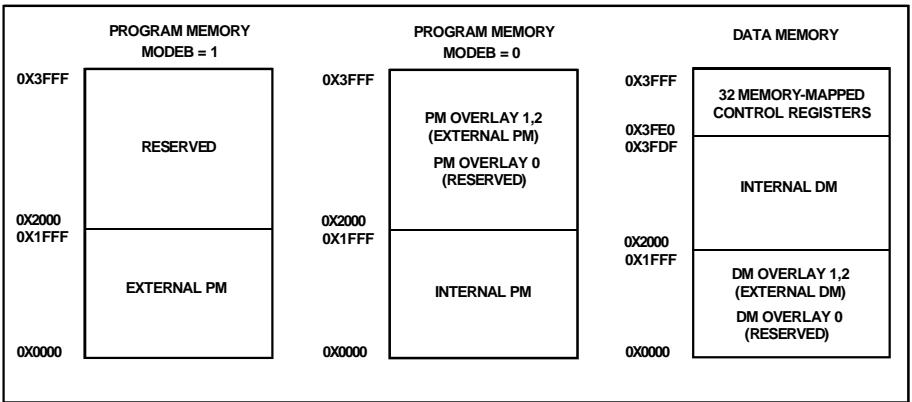 PROGRAM MEMORY
MODEB = 1
0X3FFF
RESERVED
0X2000
0X1FFF
EXTERNAL PM
0X0000
PROGRAM MEMORY
MODEB = 0
0X3FFF
PM OVERLAY 1,2
(EXTERNAL PM)
PM OVERLAY 0
(RESERVED)
0X2000
0X1FFF
INTERNAL PM
0X0000
DATA MEMORY
0X3FFF
32 MEMORY-MAPPED
CONTROL REGISTERS
0X3FE0
0X3FDF
INTERNAL DM
0X2000
0X1FFF
DM OVERLAY 1,2
(EXTERNAL DM)
DM OVERLAY 0
(RESERVED)
0X0000